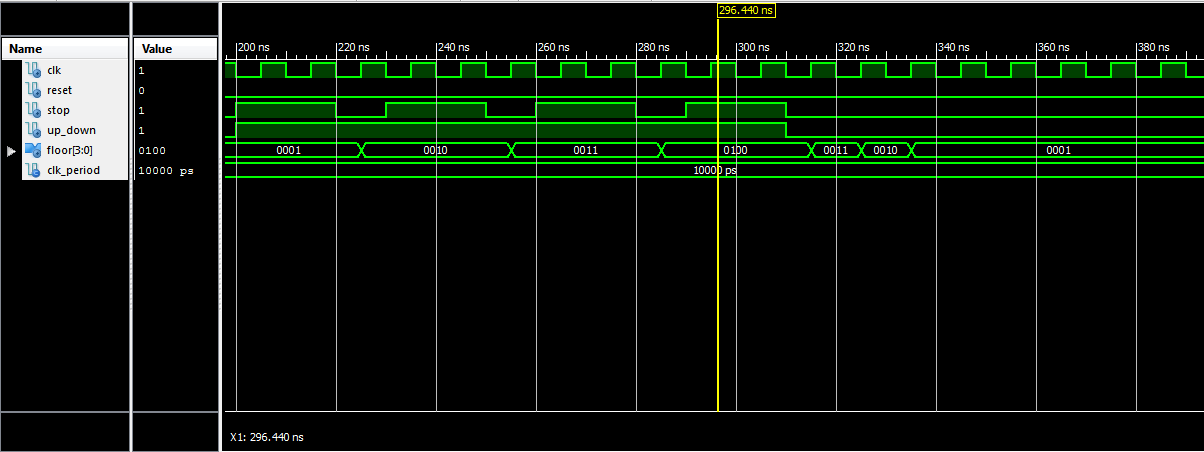 296.440 ns
Name Value
200 ns 220 ns 240 ns 260 ns 280 ns 300 ns 320 ns 340 ns 360 ns 380 ns
clk 1
reset 0
stop 1
up_down 1
floor[3:0] 0100 0001 0010 0011 0100 0011 0010 0001
clk_period 10000 ps 10000 ps
X1: 296.440 ns